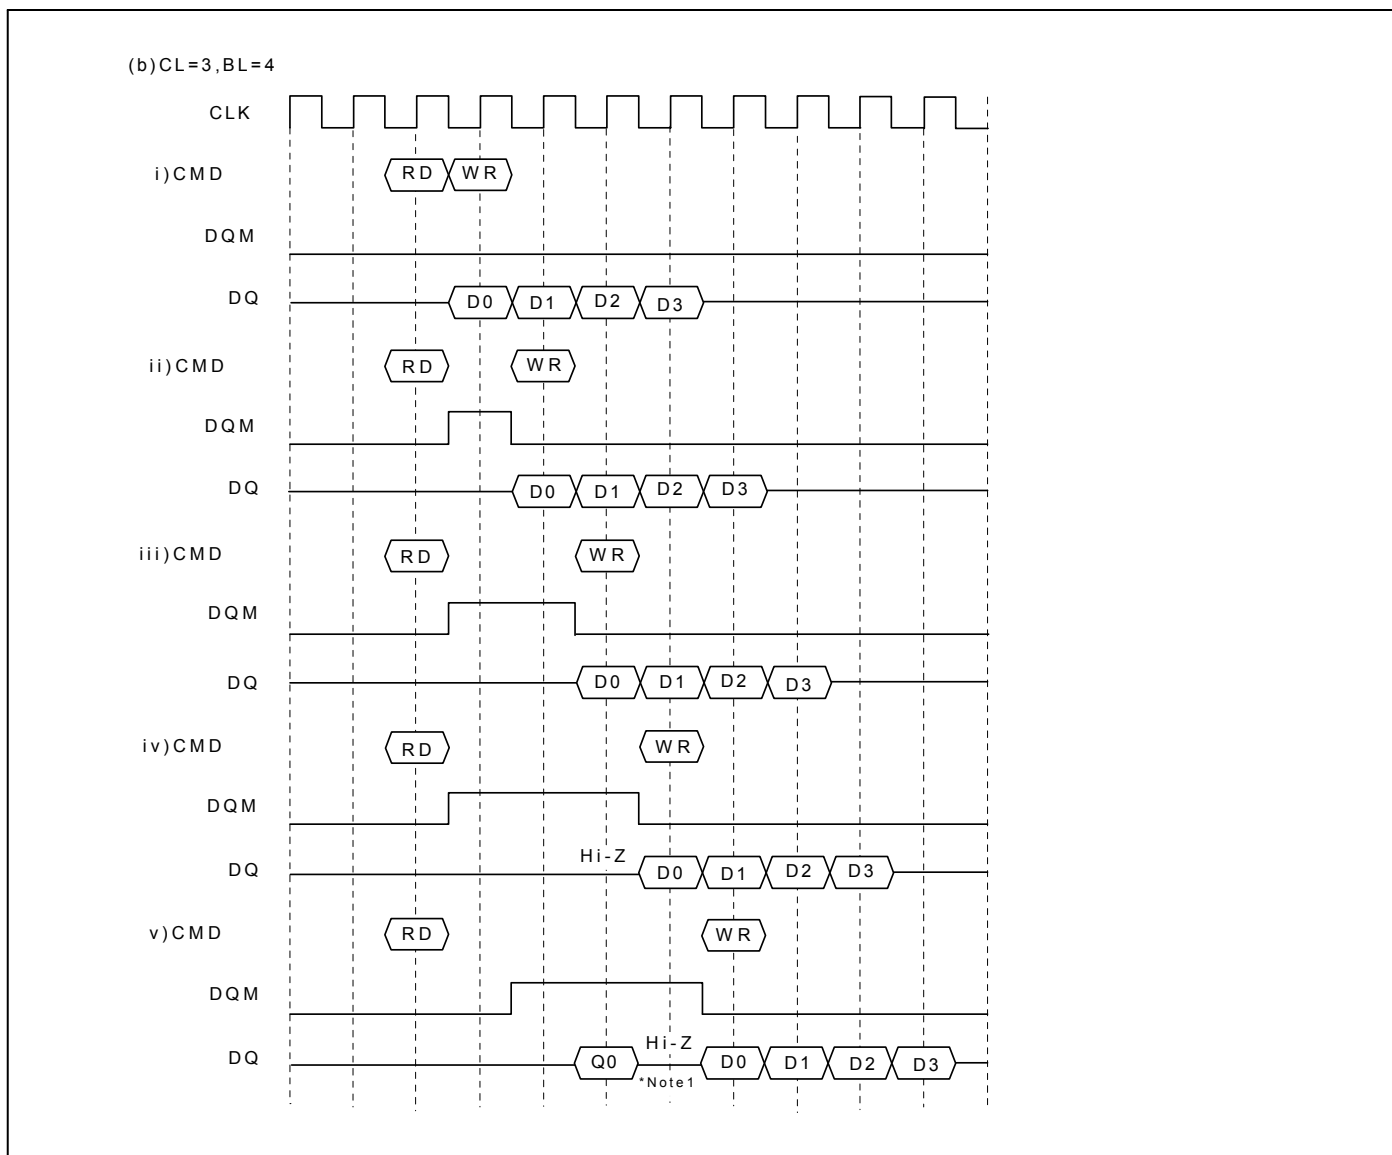 (b)CL=3,BL=4
CLK
i)CMD RD WR
DQM
DQ D0 D1 D2 D3
ii)CMD RD WR
DQM
DQ D0 D1 D2 D3
iii)CMD RD WR
DQM
DQ D0 D1 D2 D3
iv)CMD RD WR
DQM
DQ Hi-Z D0 D1 D2 D3
v)CMD RD WR
DQM
DQ Q0 Hi-Z D0 D1 D2 D3
*Note1